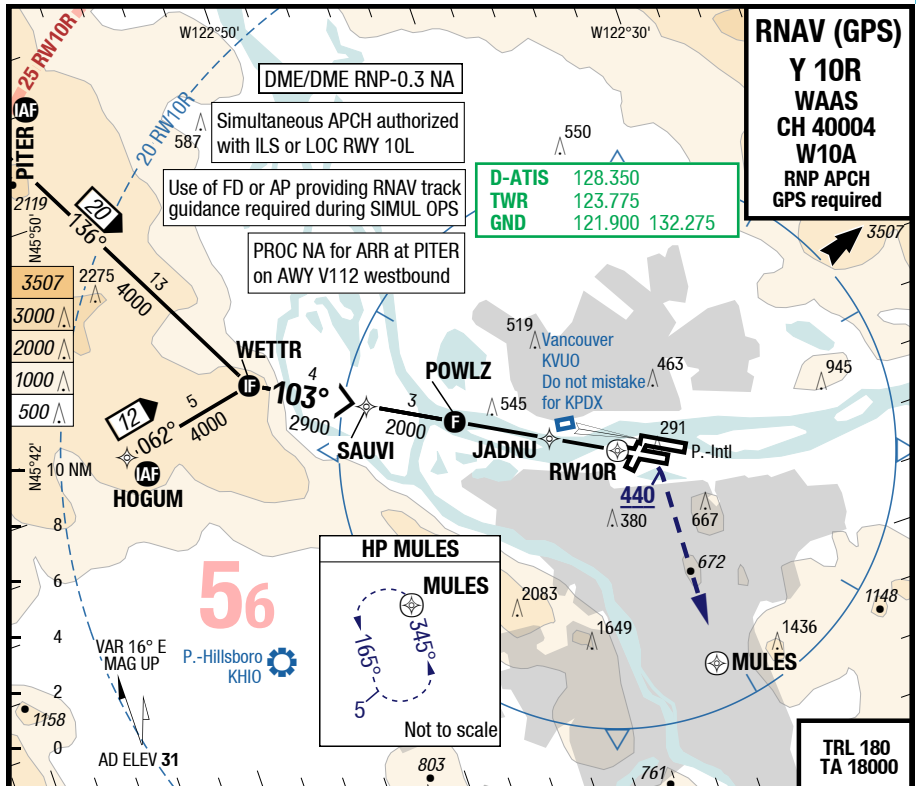 W122°50'
W122°30'
RNAV (GPS)
Y 10R
WAAS
CH 40004
W10A
RNP APCH
GPS required
25 RW10R
20 RW10R
IAF
PITER
2119
N45°50'
587
DME/DME RNP-0.3 NA
Simultaneous APCH authorized
with ILS or LOC RWY 10L
Use of FD or AP providing RNAV track
guidance required during SIMUL OPS
PROC NA for ARR at PITER
on AWY V112 westbound
550
D-ATIS 128.350
TWR 123.775
GND 121.900 132.275
3507
20
136°
13
4000
2275
3507
3000
2000
1000
500
WETTR
IF
12
062°
5
4000
IAF
HOGUM
N45°42'
10 NM
8
6
4
2
0
103°
4
2900
SAUVI
3
2000
POWLZ
F
545
519
Vancouver
KVUO
Do not mistake
for KPDX
463
945
JADNU
RW10R
291
P.-Intl
440
380
667
672
HP MULES
MULES
345°
165°
5
Not to scale
2083
1649
1436
1148
MULES
56
P.-Hillsboro
KHIO
VAR 16° E
MAG UP
1158
AD ELEV 31
803
761
TRL 180
TA 18000